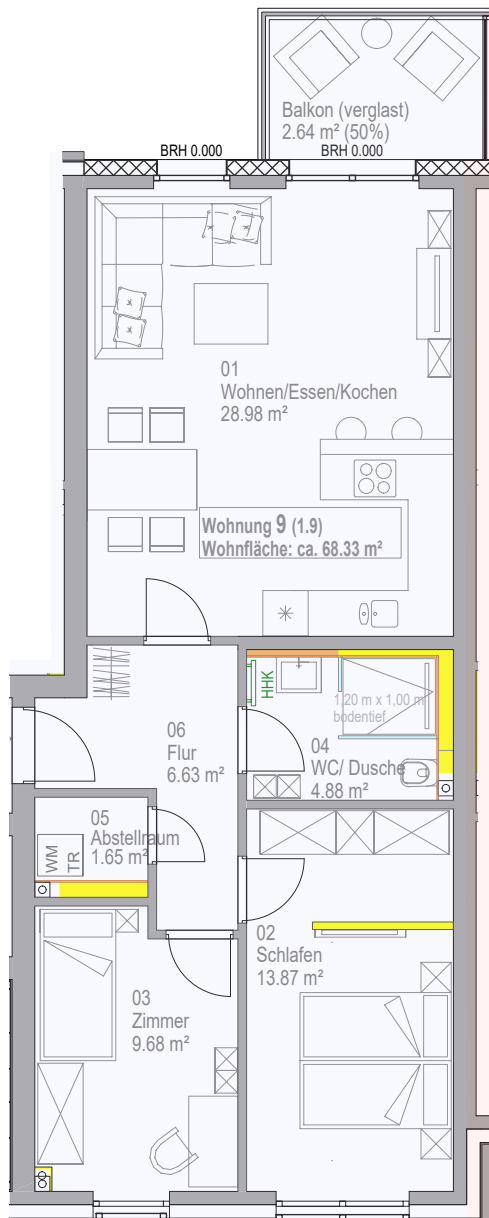 Balkon (verglast)
2.64 m² (50%)
BRH 0.000
BRH 0.000
01
Wohnen/Essen/Kochen
28.98 m²
Wohnung 9 (1.9)
Wohnfläche: ca. 68.33 m²
HHK
1,20 m x 1,00 m
bodentief
06
Flur
6.63 m²
04
WC/ Dusche
4.88 m²
05
Abstellraum
1.65 m²
WM
TR
02
Schlafen
13.87 m²
03
Zimmer
9.68 m²